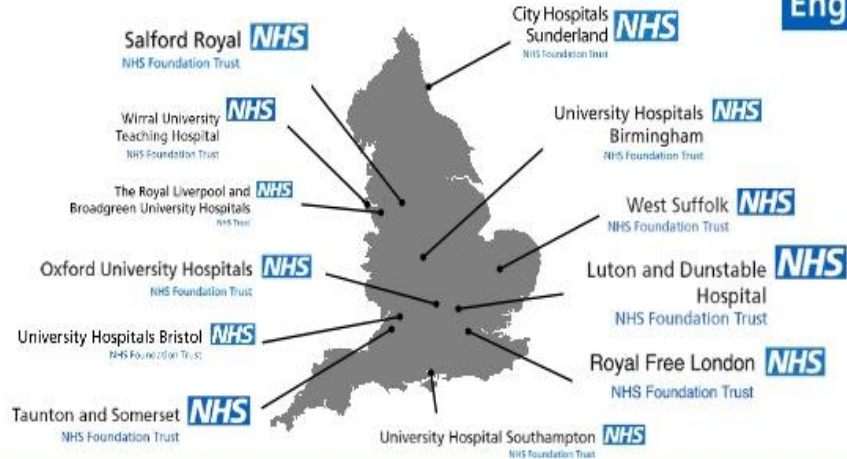 Eng
City Hospitals NHS
Sunderland
NHS Foundation Trust
Salford Royal NHS
NHS Foundation Trust
Wirral University NHS
Teaching Hospital
NHS Foundation Trust
University Hospitals NHS
Birmingham
NHS Foundation Trust
The Royal Liverpool and NHS
Broadgreen University Hospitals
NHS Trust
West Suffolk NHS
NHS Foundation Trust
Oxford University Hospitals NHS
NHS Foundation Trust
Luton and Dunstable NHS
Hospital
NHS Foundation Trust
University Hospitals Bristol NHS
NHS Foundation Trust
Royal Free London NHS
NHS Foundation Trust
Taunton and Somerset NHS
NHS Foundation Trust
University Hospital Southampton NHS
NHS Foundation Trust